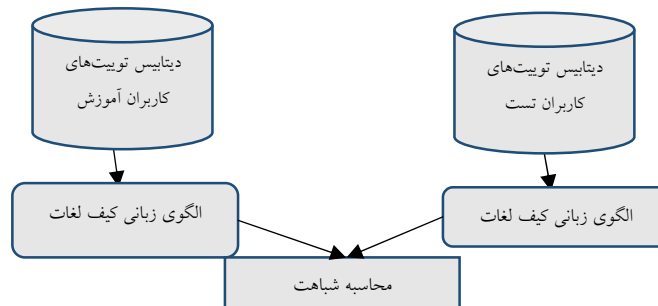 دیتابیس توییت‌های
کاربران آموزش
دیتابیس توییت‌های
کاربران تست
الگوی زبانی کیف لغات
الگوی زبانی کیف لغات
محاسبه شباهت